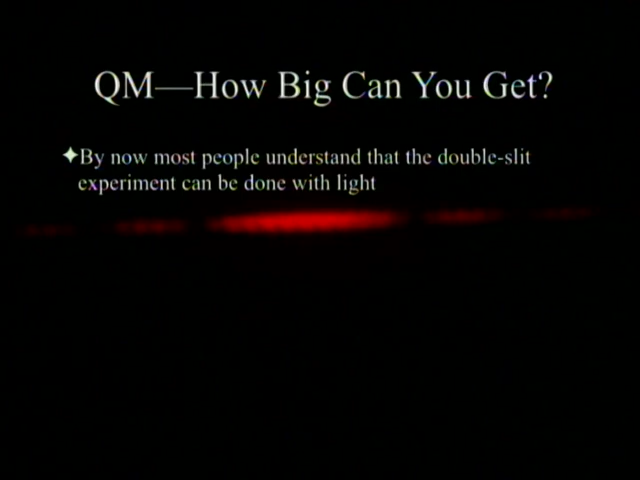 QM—How Big Can You Get?
✦By now most people understand that the double-slit
experiment can be done with light